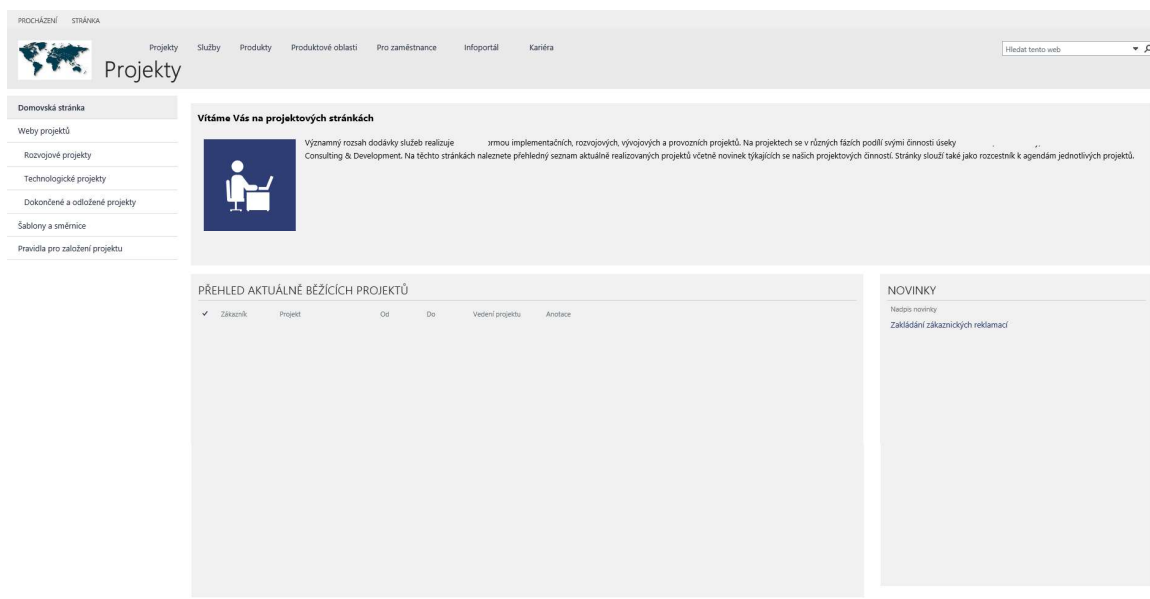 PROCHÁZENÍ STRÁNKA
Projekty Služby Produkty Produktové oblasti Pro zaměstnance Infoportál Kariéra
Hledat tento web
Projekty
Domovská stránka
Weby projektů
Rozvojové projekty
Technologické projekty
Dokončené a odložené projekty
Šablony a směrnice
Pravidla pro založení projektu
Vítáme Vás na projektových stránkách
Významný rozsah dodávky služeb realizuje implementačních, rozvojových, vývojových a provozních projektů. Na projektech se v různých fázích podílí svými činnosti úseky
Consulting & Development. Na těchto stránkách naleznete přehledný seznam aktuálně realizovaných projektů včetně novinek týkajících se našich projektových činností. Stránky slouží také jako rozcestník k agendám jednotlivých projektů.
PŘEHLED AKTUÁLNĚ BĚŽÍCÍCH PROJEKTŮ
Zákazník Projekt Od Do Vedení projektu Anotace
NOVINKY
Nadpis novinky
Zakládání zákaznických reklamací